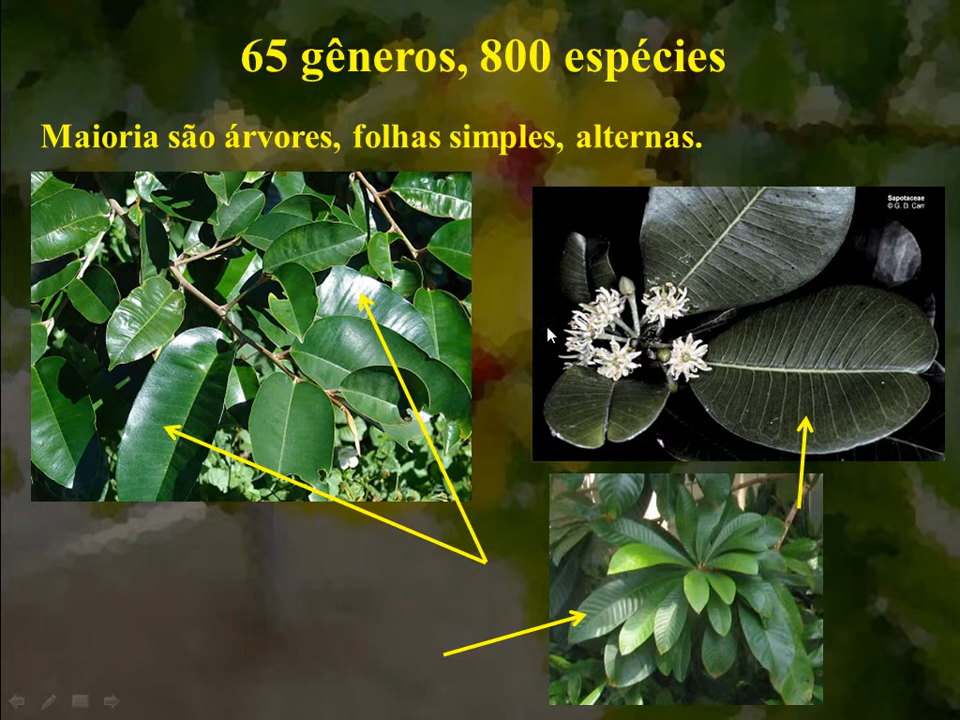 65 gêneros, 800 espécies
Maioria são árvores, folhas simples, alternas.
Sapotaceae
© G. D. Carr